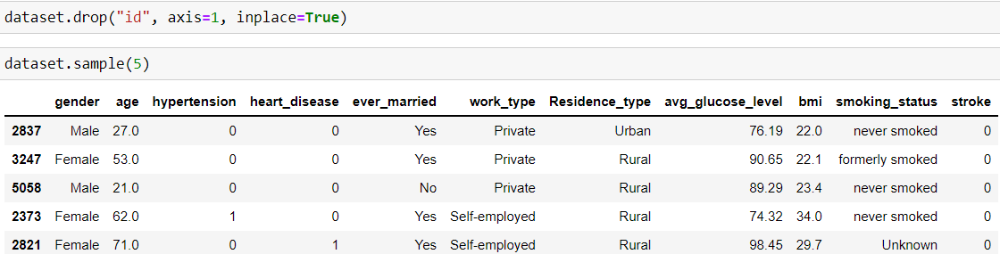 dataset.drop("id", axis=1, inplace=True)
dataset.sample(5)
gender age hypertension heart_disease ever_married work_type Residence_type avg_glucose_level bmi smoking_status stroke
2837 Male 27.0 0 0 Yes Private Urban 76.19 22.0 never smoked 0
3247 Female 53.0 0 0 Yes Private Rural 90.65 22.1 formerly smoked 0
5058 Male 21.0 0 0 No Private Rural 89.29 23.4 never smoked 0
2373 Female 62.0 1 0 Yes Self-employed Rural 74.32 34.0 never smoked 0
2821 Female 71.0 0 1 Yes Self-employed Rural 98.45 29.7 Unknown 0